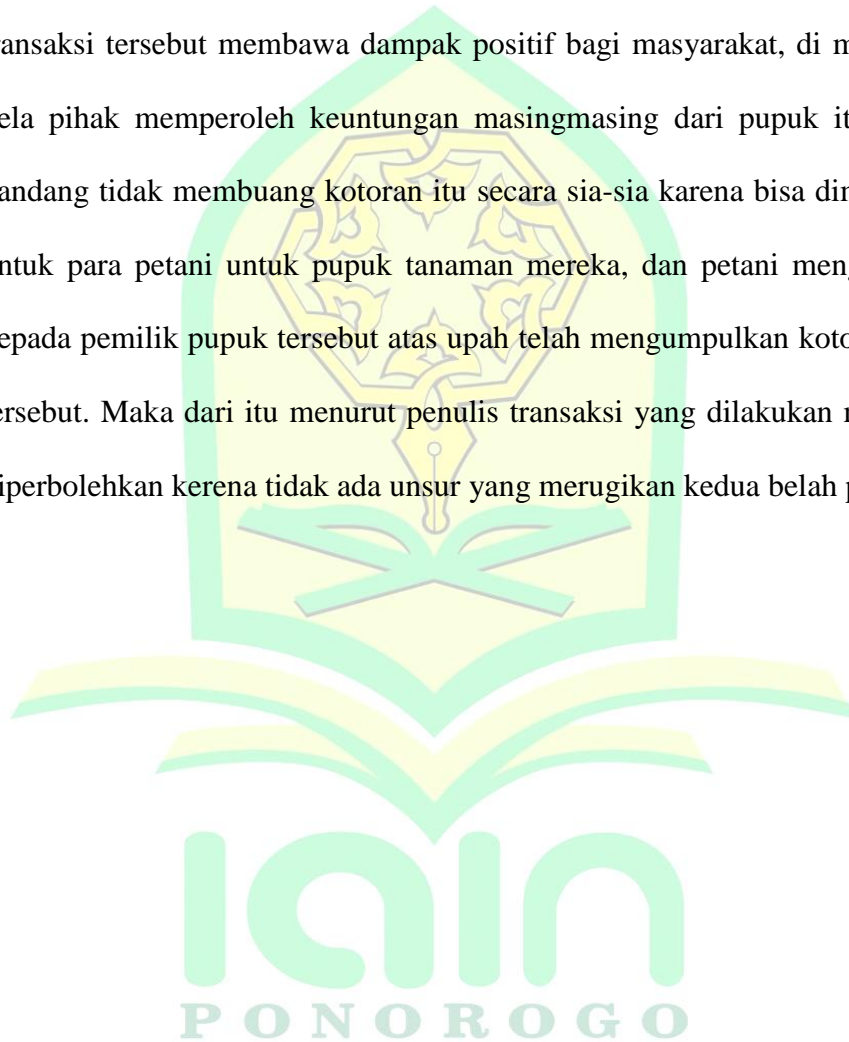 ransaksi tersebut membawa dampak positif bagi masyarakat, di m
ela pihak memperoleh keuntungan masingmasing dari pupuk it
andang tidak membuang kotoran itu secara sia-sia karena bisa dir
ntuk para petani untuk pupuk tanaman mereka, dan petani meng
epada pemilik pupuk tersebut atas upah telah mengumpulkan koto
ersebut. Maka dari itu menurut penulis transaksi yang dilakukan r
iperbolehkan kerena tidak ada unsur yang merugikan kedua belah p
iain
PONOROGO